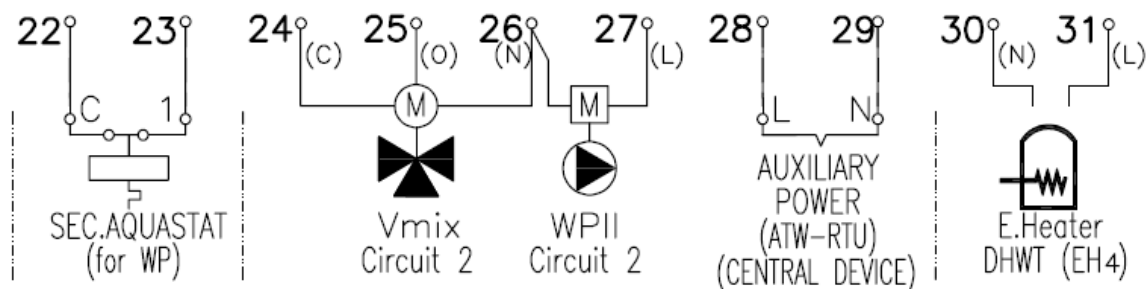 22 23 24 25 26 27 28 29 30 31
(C) (O) (N) (L) (N) (L)
C 1 M M L N
SEC.AQUASTAT
(for WP)
Vmix
Circuit 2
WPII
Circuit 2
AUXILIARY
POWER
(ATW-RTU)
(CENTRAL DEVICE)
E.Heater
DHWT (EH4)